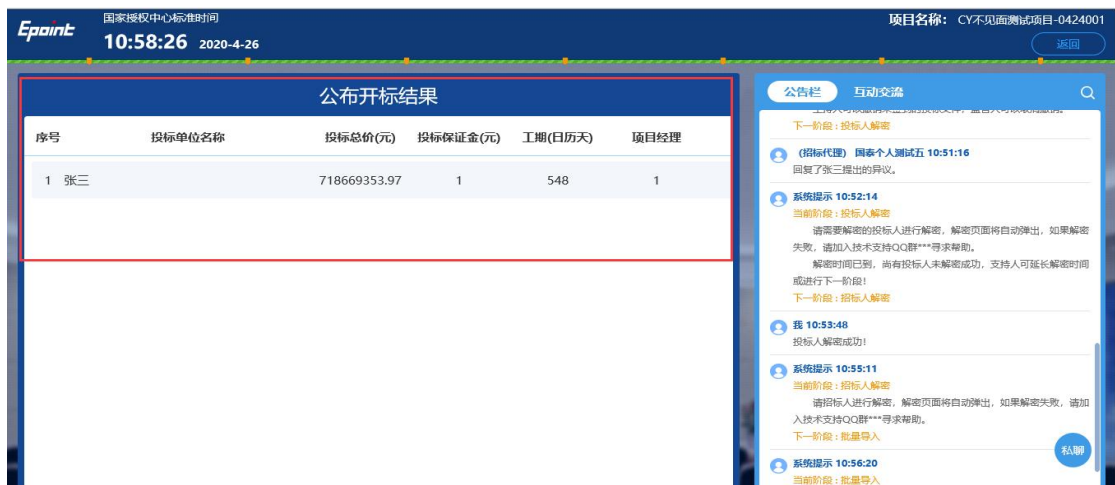 Epoint
国家授权中心标准时间
10:58:26 2020-4-26
项目名称： CY不见面测试项目-0424001
返回
公布开标结果
序号 投标单位名称 投标总价(元) 投标保证金(元) 工期(日历天) 项目经理
1 张三 718669353.97 1 548 1
公告栏 互动交流
下一阶段：投标人解密
(招标代理) 国泰个人测试五 10:51:16
回复了张三提出的异议。
系统提示 10:52:14
当前阶段：投标人解密
请需要解密的投标人进行解密，解密页面将自动弹出，如果解密
失败，请加入技术支持QQ群***寻求帮助。
解密时间已到，尚有投标人未解密成功，支持人可延长解密时间
或进行下一阶段!
下一阶段：招标人解密
我 10:53:48
投标人解密成功!
系统提示 10:55:11
当前阶段：招标人解密
请招标人进行解密，解密页面将自动弹出，如果解密失败，请加
入技术支持QQ群***寻求帮助。
下一阶段：批量导入
私聊
系统提示 10:56:20
当前阶段：批量导入